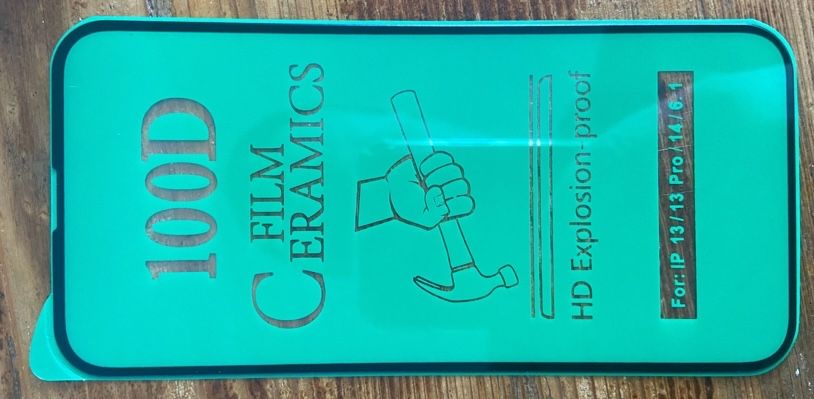 100D
FILM
CERAMICS
HD Explosion-proof
For: IP 13/13 Pro/14/6.1